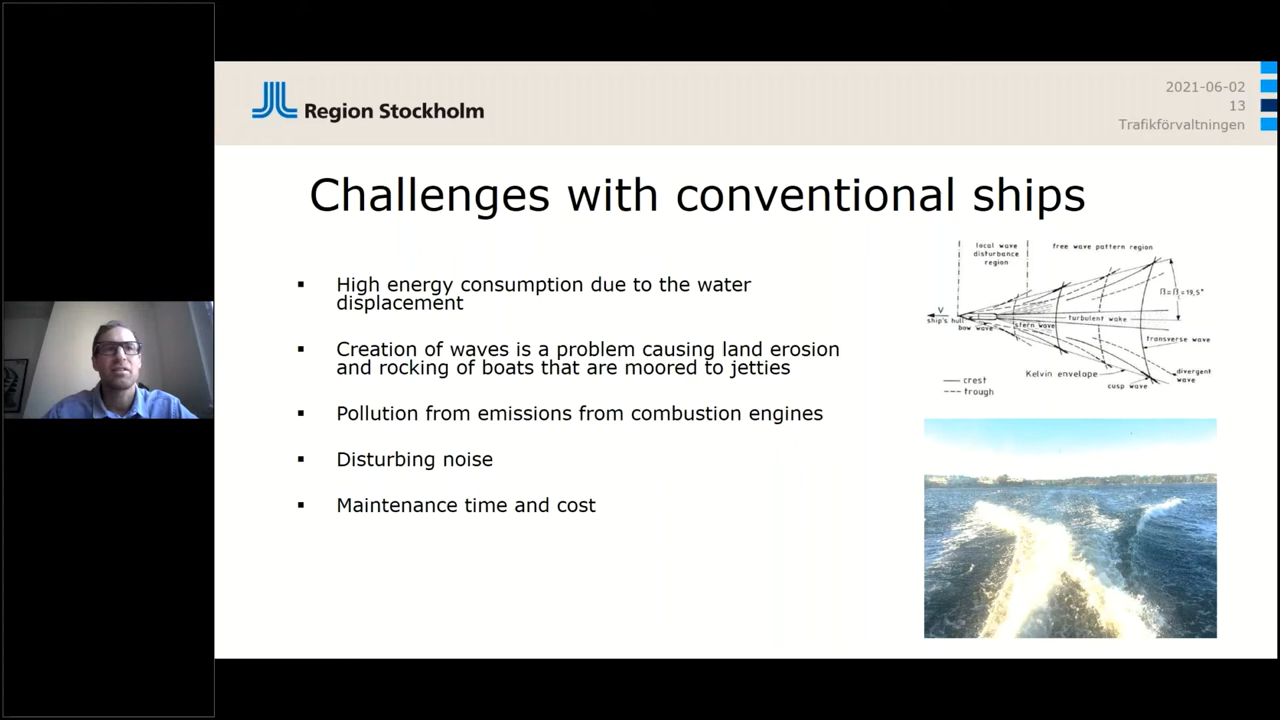 Region Stockholm
2021-06-02
13
Trafikförvaltningen
Challenges with conventional ships
▪ High energy consumption due to the water
displacement
▪ Creation of waves is a problem causing land erosion
and rocking of boats that are moored to jetties
▪ Pollution from emissions from combustion engines
▪ Disturbing noise
▪ Maintenance time and cost
local wave
disturbance
region
free wave pattern region
V
ship's hull
bow wave
stern wave
turbulent wake
transverse wave
Kelvin envelope
cusp wave
divergent
wave
crest
trough